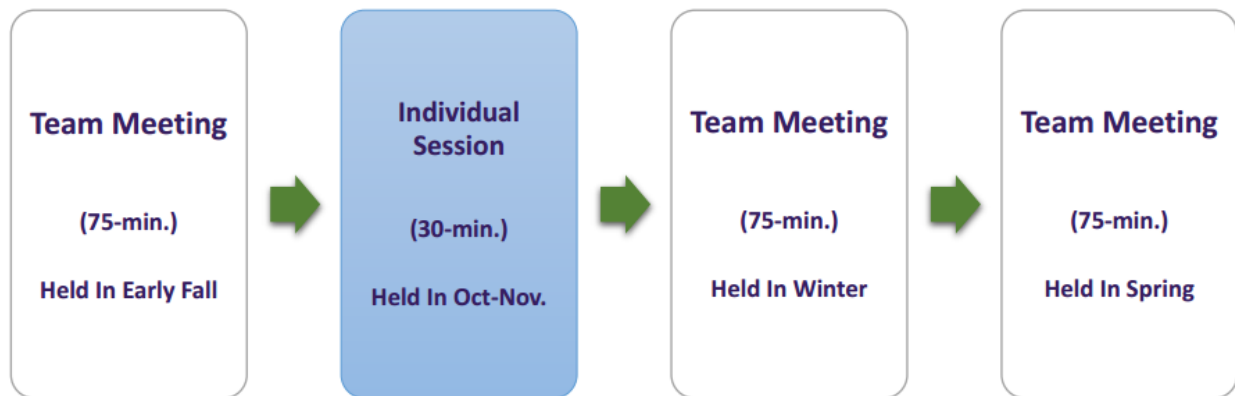 Team Meeting
(75-min.)
Held In Early Fall
Individual
Session
(30-min.)
Held In Oct-Nov.
Team Meeting
(75-min.)
Held In Winter
Team Meeting
(75-min.)
Held In Spring